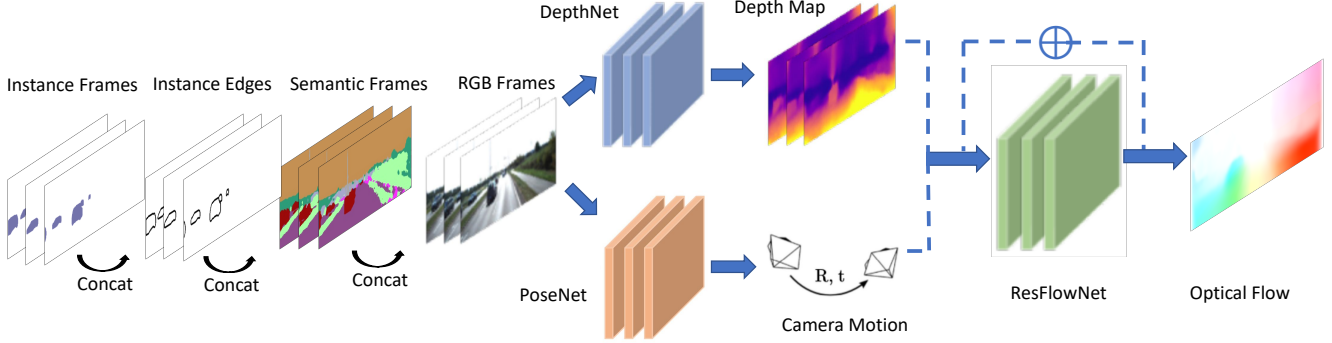 DepthNet
Depth Map
Instance Frames
Instance Edges
Semantic Frames
RGB Frames
Concat
Concat
Concat
PoseNet
R, t
Camera Motion
ResFlowNet
Optical Flow